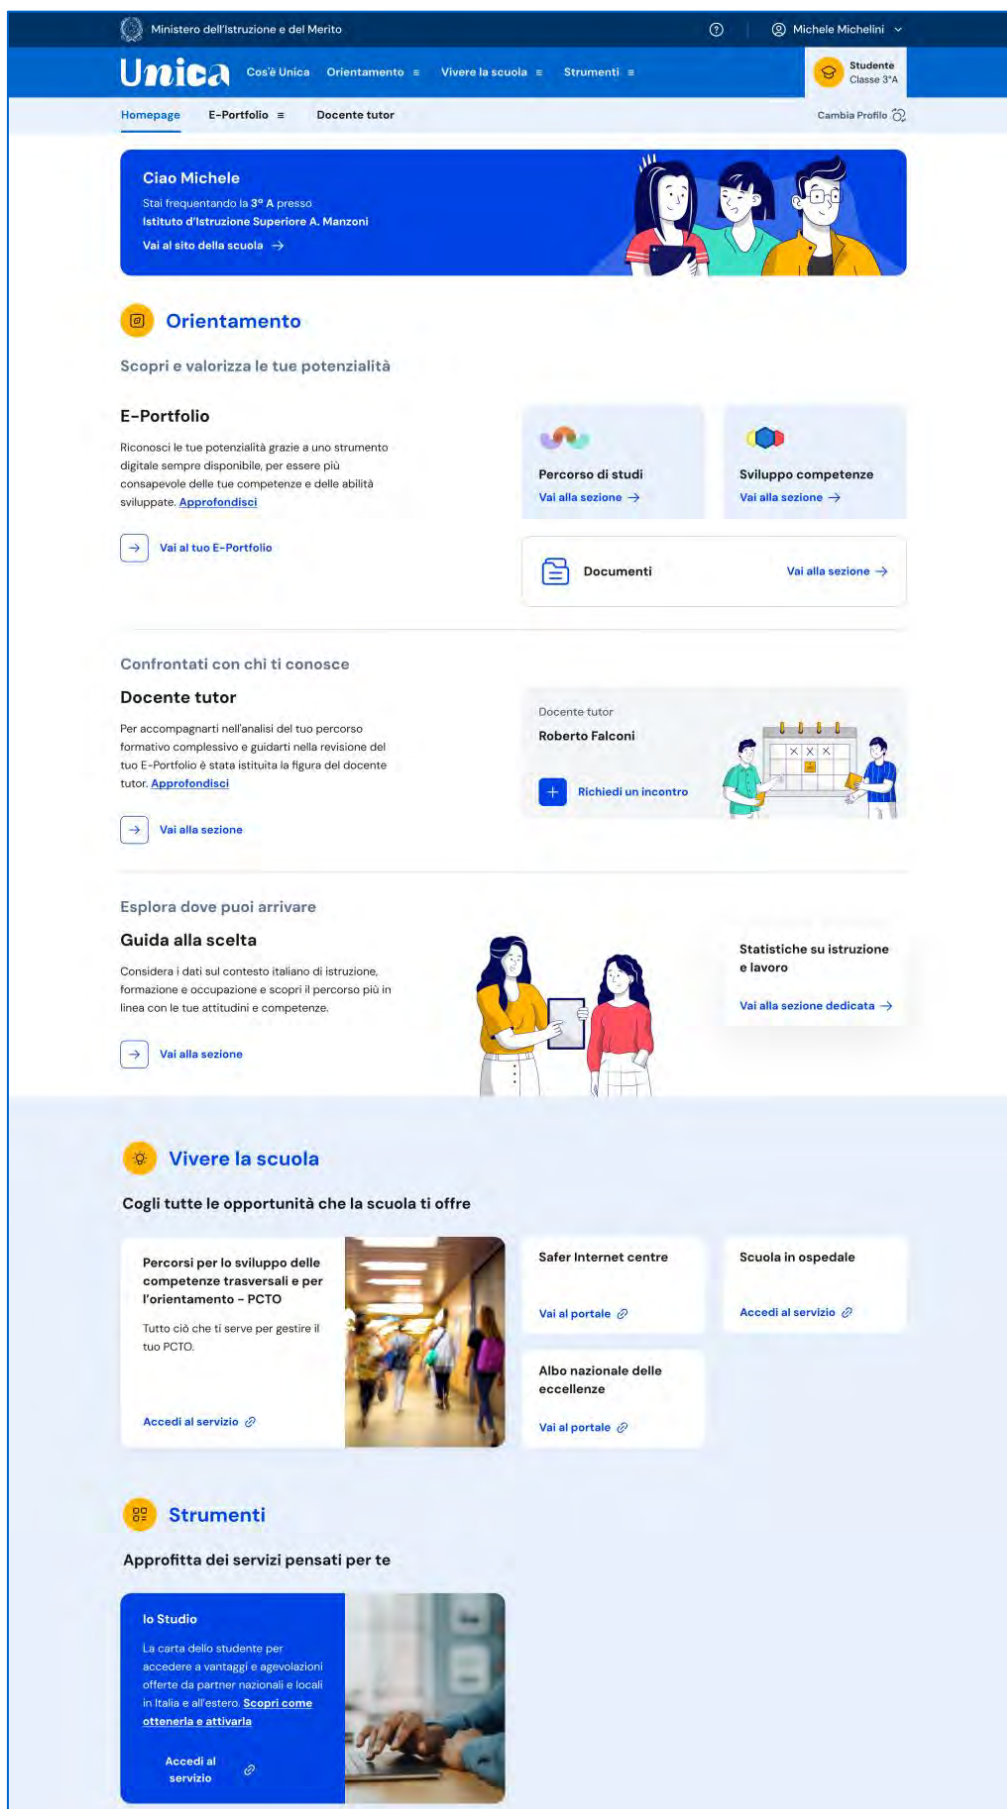 Ministero dell'Istruzione e del Merito
Michele Michelini
Unica
Cos'è Unica Orientamento Vivere la scuola Strumenti
Studente
Classe 3ªA
Homepage E-Portfolio Docente tutor
Cambia Profilo
Ciao Michele
Stai frequentando la 3ª A presso
Istituto d'Istruzione Superiore A. Manzoni
Vai al sito della scuola →
Orientamento
Scopri e valorizza le tue potenzialità
E-Portfolio
Riconosci le tue potenzialità grazie a uno strumento
digitale sempre disponibile, per essere più
consapevole delle tue competenze e delle abilità
sviluppate. Approfondisci
Vai al tuo E-Portfolio
Percorso di studi
Vai alla sezione →
Sviluppo competenze
Vai alla sezione →
Documenti
Vai alla sezione →
Confrontati con chi ti conosce
Docente tutor
Per accompagnarti nell'analisi del tuo percorso
formativo complessivo e guidarti nella revisione del
tuo E-Portfolio è stata istituita la figura del docente
tutor. Approfondisci
Vai alla sezione
Docente tutor
Roberto Falconi
Richiedi un incontro
Esplora dove puoi arrivare
Guida alla scelta
Considera i dati sul contesto italiano di istruzione,
formazione e occupazione e scopri il percorso più in
linea con le tue attitudini e competenze.
Vai alla sezione
Statistiche su istruzione
e lavoro
Vai alla sezione dedicata →
Vivere la scuola
Cogli tutte le opportunità che la scuola ti offre
Percorsi per lo sviluppo delle
competenze trasversali e per
l'orientamento - PCTO
Tutto ciò che ti serve per gestire il
tuo PCTO.
Accedi al servizio
Safer Internet centre
Vai al portale
Scuola in ospedale
Accedi al servizio
Albo nazionale delle
eccellenze
Vai al portale
Strumenti
Approfitta dei servizi pensati per te
Io Studio
La carta dello studente per
accedere a vantaggi e agevolazioni
offerte da partner nazionali e locali
in Italia e all'estero. Scopri come
ottenerla e attivarla
Accedi al
servizio